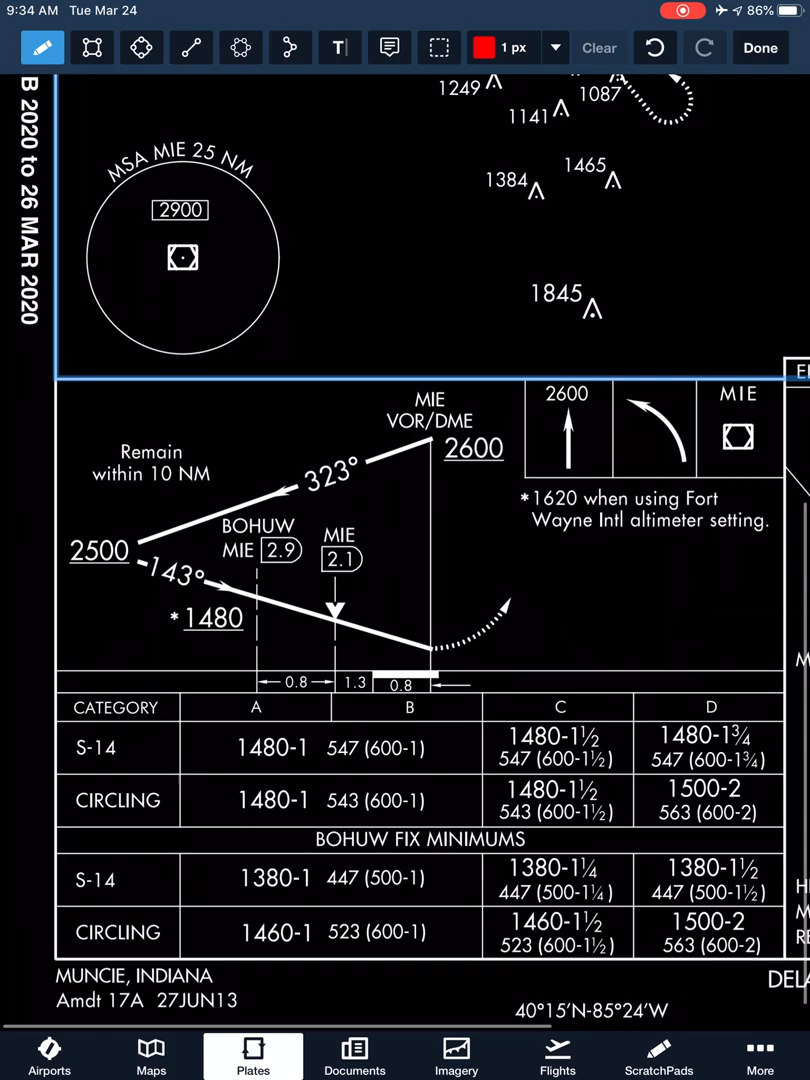 9:34 AM Tue Mar 24
86%
T
1 px
Clear
Done
B 2020 to 26 MAR 2020
MSA MIE 25 NM
2900
1249
1141
1087
1384
1465
1845
MIE
VOR/DME
2600
Remain
within 10 NM
323°
2500
143°
BOHUW
MIE 2.9
MIE
2.1
*1480
0.8
1.3
0.8
2600
MIE
*1620 when using Fort
Wayne Intl altimeter setting.
CATEGORY A B C D
S-14 1480-1 547 (600-1) 1480-1½ 547 (600-1½) 1480-1¾ 547 (600-1¾)
CIRCLING 1480-1 543 (600-1) 1480-1½ 543 (600-1½) 1500-2 563 (600-2)
BOHUW FIX MINIMUMS
S-14 1380-1 447 (500-1) 1380-1¼ 447 (500-1¼) 1380-1½ 447 (500-1½)
CIRCLING 1460-1 523 (600-1) 1460-1½ 523 (600-1½) 1500-2 563 (600-2)
MUNCIE, INDIANA
Amdt 17A 27JUN13
40°15'N-85°24'W
DELA
Airports Maps Plates Documents Imagery Flights ScratchPads More